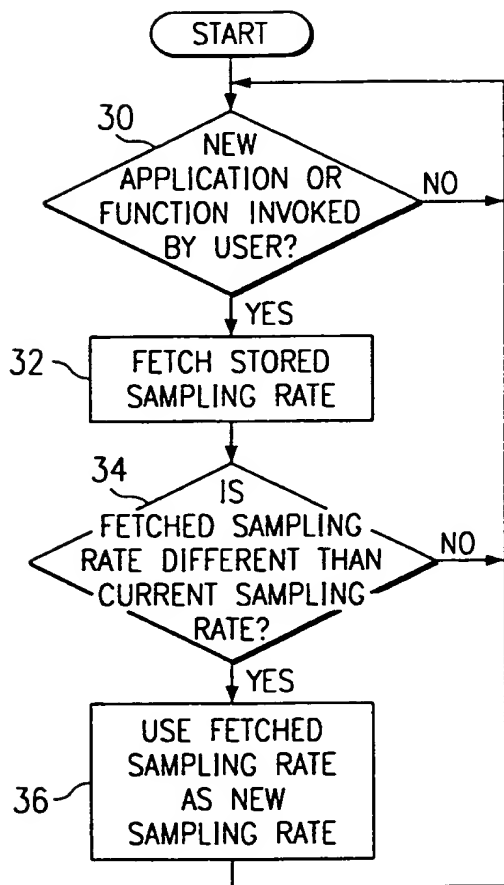 START
30
NEW
APPLICATION OR
FUNCTION INVOKED
BY USER?
NO
YES
32
FETCH STORED
SAMPLING RATE
34
IS
FETCHED SAMPLING
RATE DIFFERENT THAN
CURRENT SAMPLING
RATE?
NO
YES
36
USE FETCHED
SAMPLING RATE
AS NEW
SAMPLING RATE